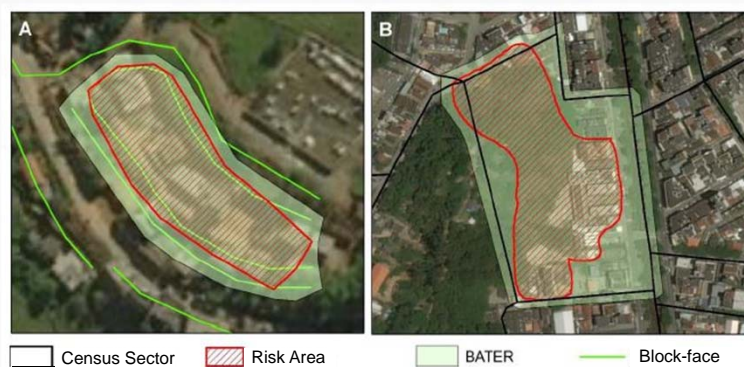 A
B
Census Sector
Risk Area
BATER
Block-face